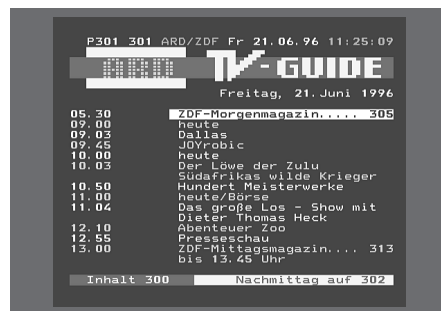 P301 301 ARD/ZDF Fr 21.06.96 11:25:09
ARD TV-GUIDE
Freitag, 21.Juni 1996
05.30 ZDF-Morgenmagazin..... 305
09.00 heute
09.03 Dallas
09.45 JOYrobic
10.00 heute
10.03 Der Löwe der Zulu
Südafrikas wilde Krieger
10.50 Hundert Meisterwerke
11.00 heute/Börse
11.04 Das große Los - Show mit
Dieter Thomas Heck
12.10 Abenteuer Zoo
12.55 Presseschau
13.00 ZDF-Mittagsmagazin.... 313
bis 13.45 Uhr
Inhalt 300 Nachmittag auf 302